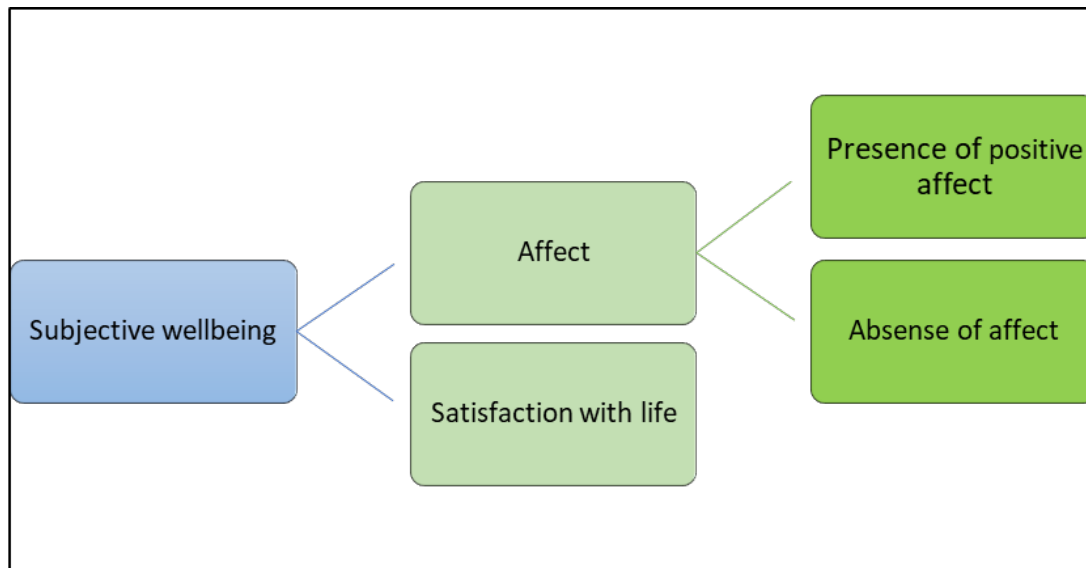 Subjective wellbeing
Affect
Satisfaction with life
Presence of positive
affect
Absense of affect